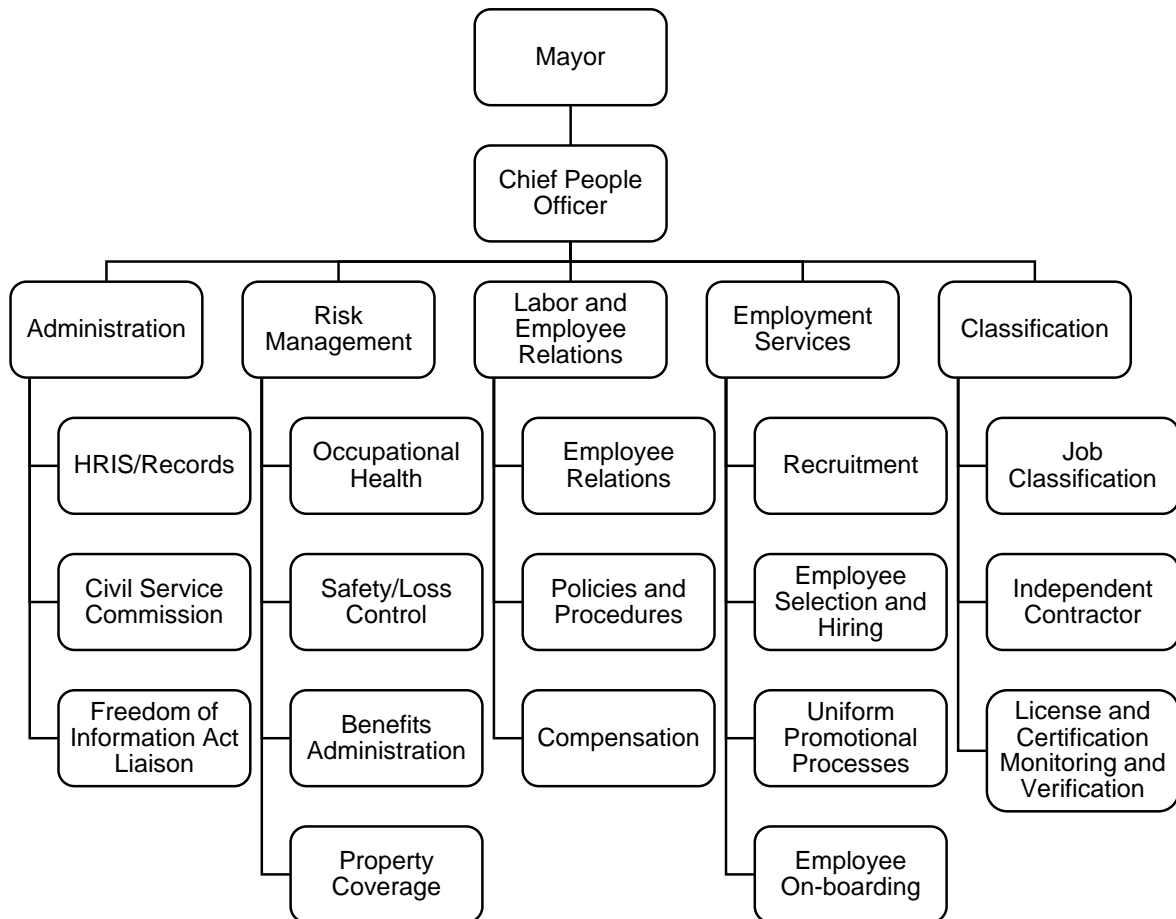 Mayor
Chief People
Officer
Administration
Risk
Management
Labor and
Employee
Relations
Employment
Services
Classification
HRIS/Records
Occupational
Health
Employee
Relations
Recruitment
Job
Classification
Civil Service
Commission
Safety/Loss
Control
Policies and
Procedures
Employee
Selection and
Hiring
Independent
Contractor
Freedom of
Information Act
Liaison
Benefits
Administration
Compensation
Uniform
Promotional
Processes
License and
Certification
Monitoring and
Verification
Property
Coverage
Employee
On-boarding